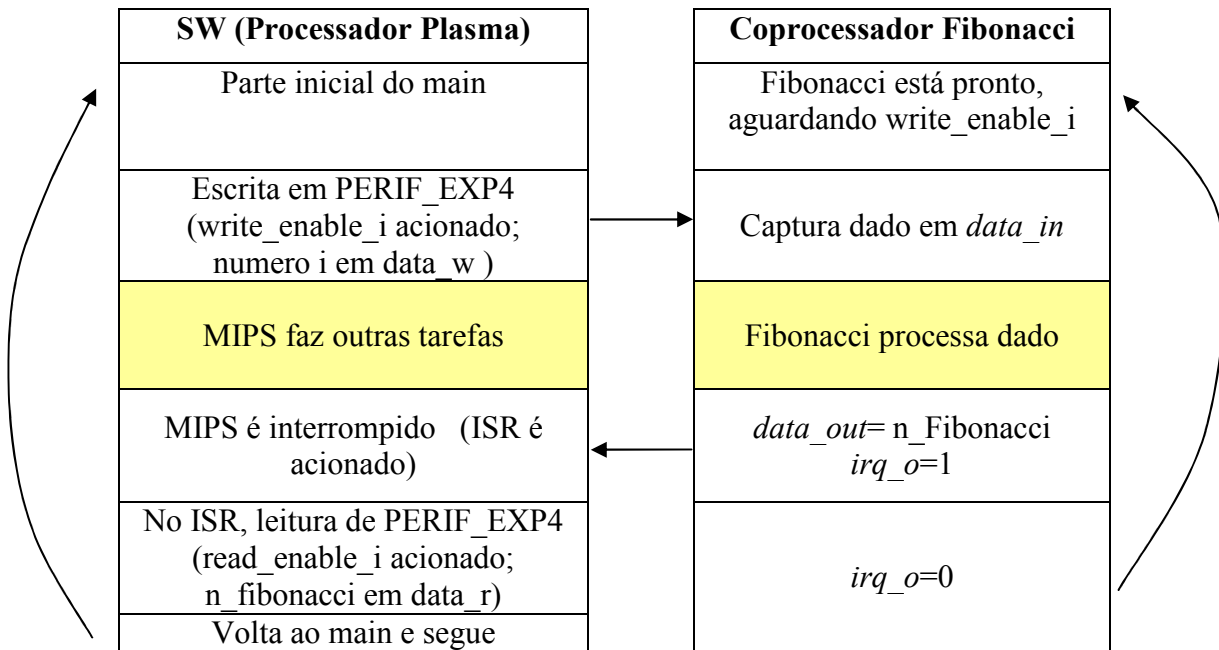 SW (Processador Plasma)
Parte inicial do main
Escrita em PERIF_EXP4
(write_enable_i acionado;
numero i em data_w )
MIPS faz outras tarefas
MIPS é interrompido (ISR é
acionado)
No ISR, leitura de PERIF_EXP4
(read_enable_i acionado;
n_fibonacci em data_r)
Volta ao main e segue
Coprocessador Fibonacci
Fibonacci está pronto,
aguardando write_enable_i
Captura dado em data_in
Fibonacci processa dado
data_out= n_Fibonacci
irq_o=1
irq_o=0